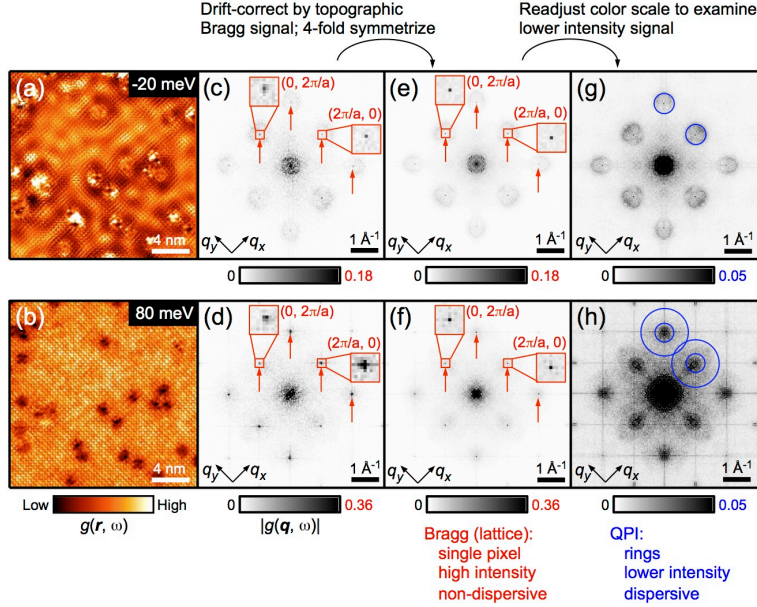 Drift-correct by topographic
Bragg signal; 4-fold symmetrize
Readjust color scale to examine
lower intensity signal
(a)
-20 meV
4 nm
(c)
(0, 2π/a)
(2π/a, 0)
qy
qx
1 Å-1
0
0.18
(e)
(0, 2π/a)
(2π/a, 0)
qy
qx
1 Å-1
0
0.18
(g)
qy
qx
1 Å-1
0
0.05
(b)
80 meV
4 nm
Low
High
g(r, ω)
(d)
(0, 2π/a)
(2π/a, 0)
qy
qx
1 Å-1
0
0.36
|g(q, ω)|
(f)
(0, 2π/a)
(2π/a, 0)
qy
qx
1 Å-1
0
0.36
(h)
qy
qx
1 Å-1
0
0.05
Bragg (lattice):
single pixel
high intensity
non-dispersive
QPI:
rings
lower intensity
dispersive